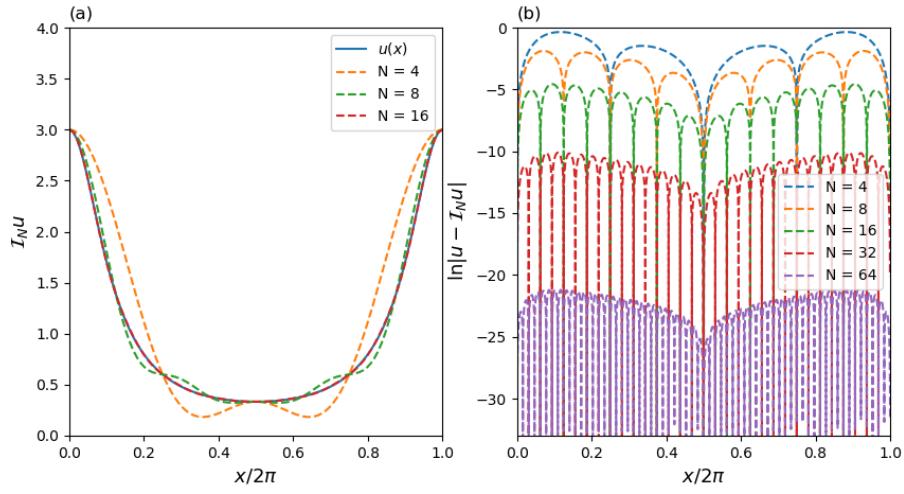 (a)
4.0
3.5
3.0
2.5
2.0
1.5
1.0
0.5
0.0
0.0 0.2 0.4 0.6 0.8 1.0
x/2π
𝓘_N u
u(x)
N = 4
N = 8
N = 16
(b)
0
−5
−10
−15
−20
−25
−30
0.0 0.2 0.4 0.6 0.8 1.0
x/2π
ln|u − 𝓘_N u|
N = 4
N = 8
N = 16
N = 32
N = 64